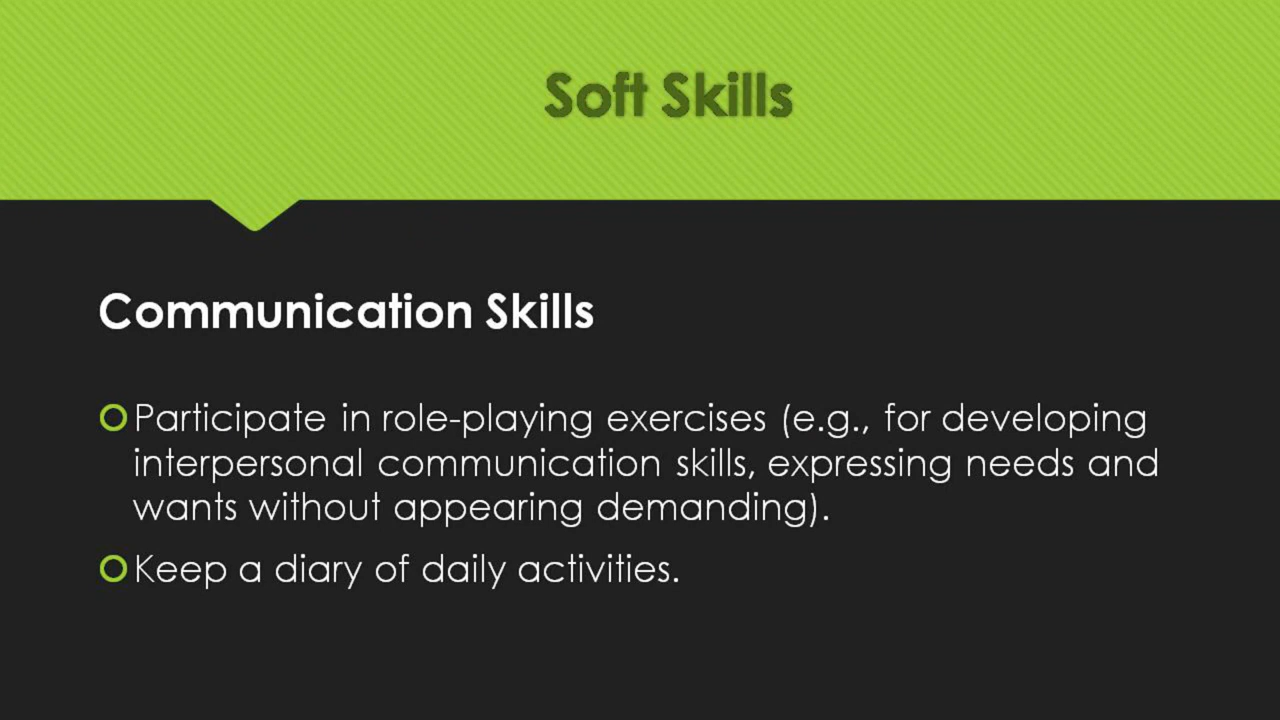 Soft Skills
Communication Skills
Participate in role-playing exercises (e.g., for developing
interpersonal communication skills, expressing needs and
wants without appearing demanding).
Keep a diary of daily activities.